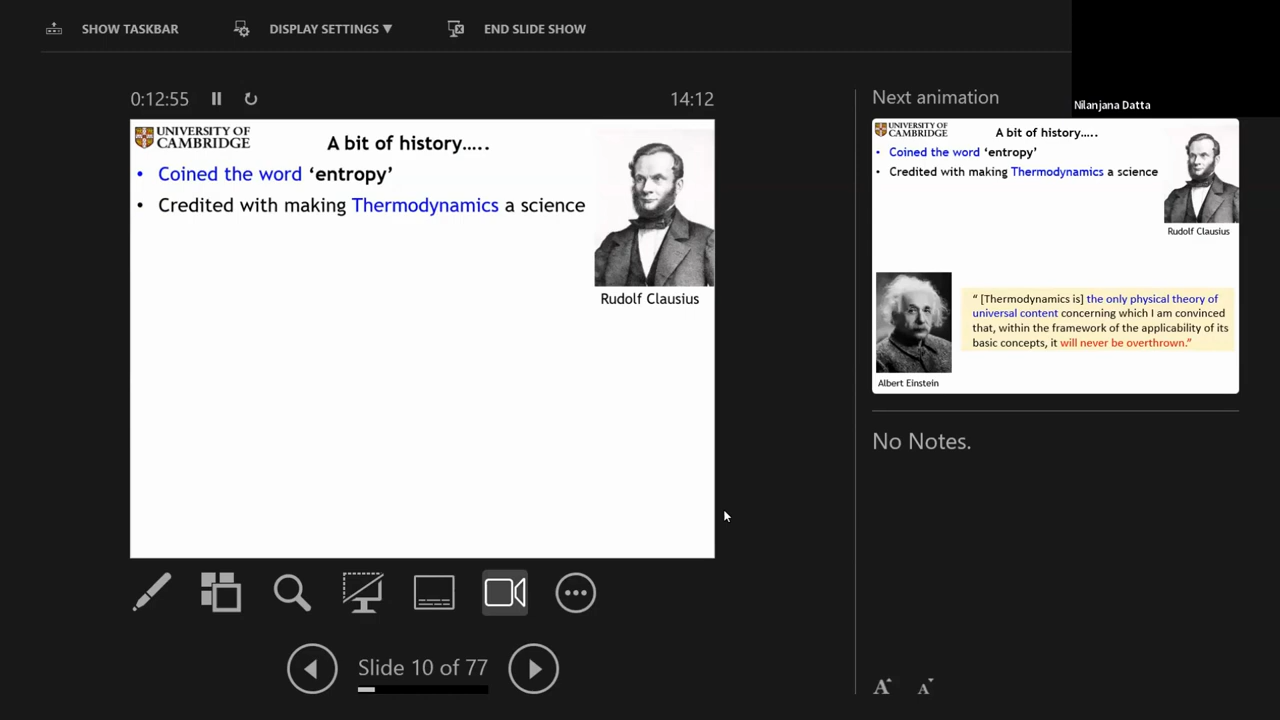 SHOW TASKBAR
DISPLAY SETTINGS ▼
END SLIDE SHOW
0:12:55
14:12
UNIVERSITY OF
CAMBRIDGE
A bit of history…..
• Coined the word ‘entropy’
• Credited with making Thermodynamics a science
Rudolf Clausius
Slide 10 of 77
Next animation
Nilanjana Datta
UNIVERSITY OF
CAMBRIDGE
A bit of history…..
• Coined the word ‘entropy’
• Credited with making Thermodynamics a science
Rudolf Clausius
“ [Thermodynamics is] the only physical theory of
universal content concerning which I am convinced
that, within the framework of the applicability of its
basic concepts, it will never be overthrown.”
Albert Einstein
No Notes.
A A